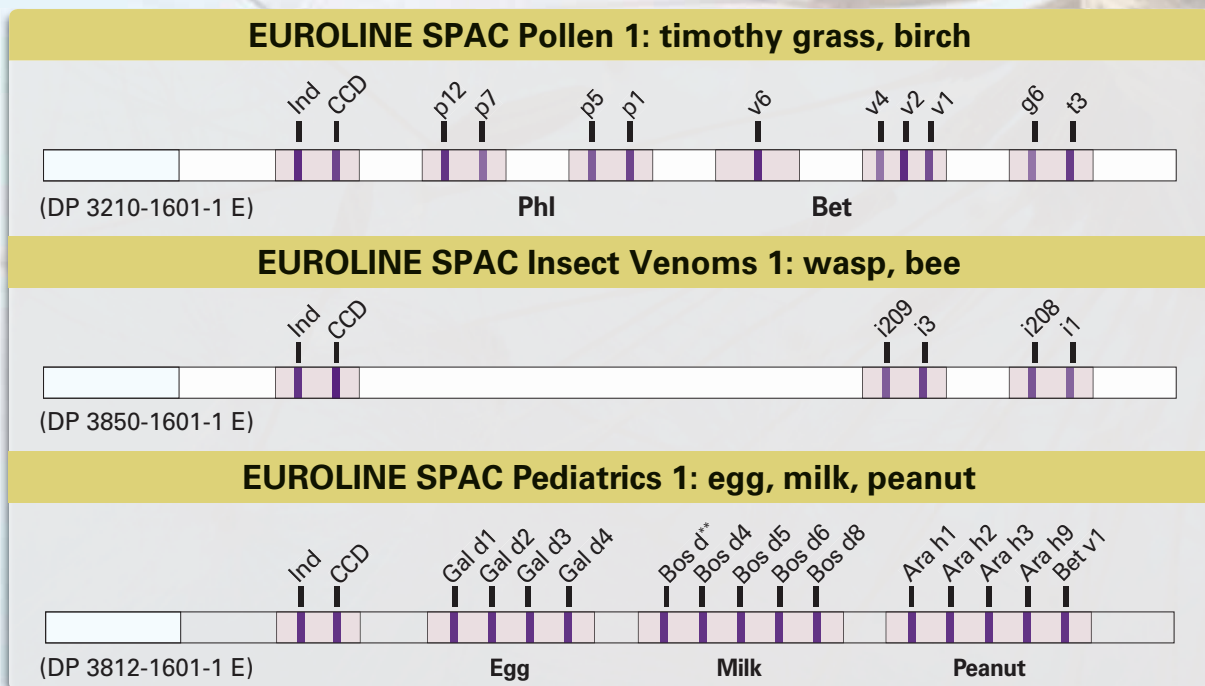 EUROLINE SPAC Pollen 1: timothy grass, birch
Ind CCD p12 p7 p5 p1 v6 v4 v2 v1 g6 t3
(DP 3210-1601-1 E) Phl Bet
EUROLINE SPAC Insect Venoms 1: wasp, bee
Ind CCD i209 i3 i208 i1
(DP 3850-1601-1 E)
EUROLINE SPAC Pediatrics 1: egg, milk, peanut
Ind CCD Gal d1 Gal d2 Gal d3 Gal d4 Bos d** Bos d4 Bos d5 Bos d6 Bos d8 Ara h1 Ara h2 Ara h3 Ara h9 Bet v1
(DP 3812-1601-1 E) Egg Milk Peanut